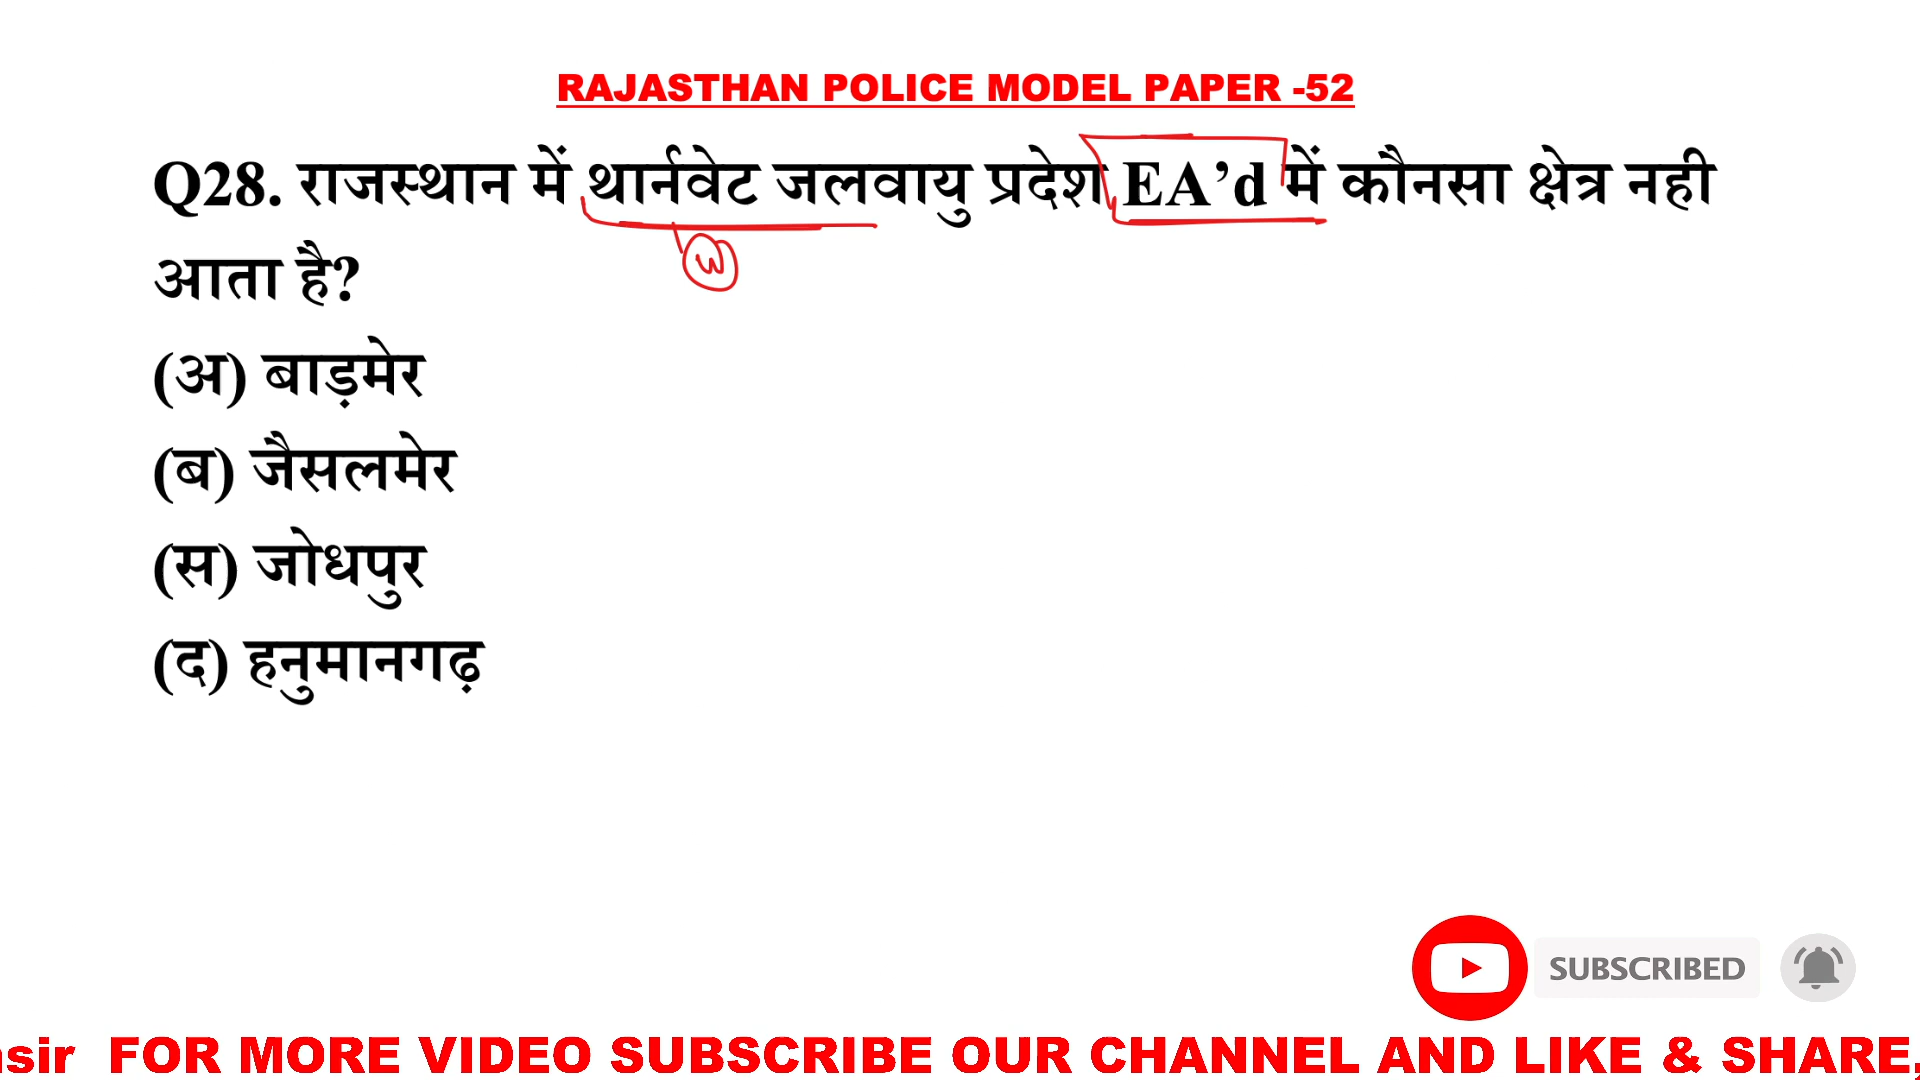 RAJASTHAN POLICE MODEL PAPER -52
Q28. राजस्थान में थार्नवेट जलवायु प्रदेश EA’d में कौनसा क्षेत्र नही
आता है?
(अ) बाड़मेर
(ब) जैसलमेर
(स) जोधपुर
(द) हनुमानगढ़
SUBSCRIBED
sir FOR MORE VIDEO SUBSCRIBE OUR CHANNEL AND LIKE & SHARE,